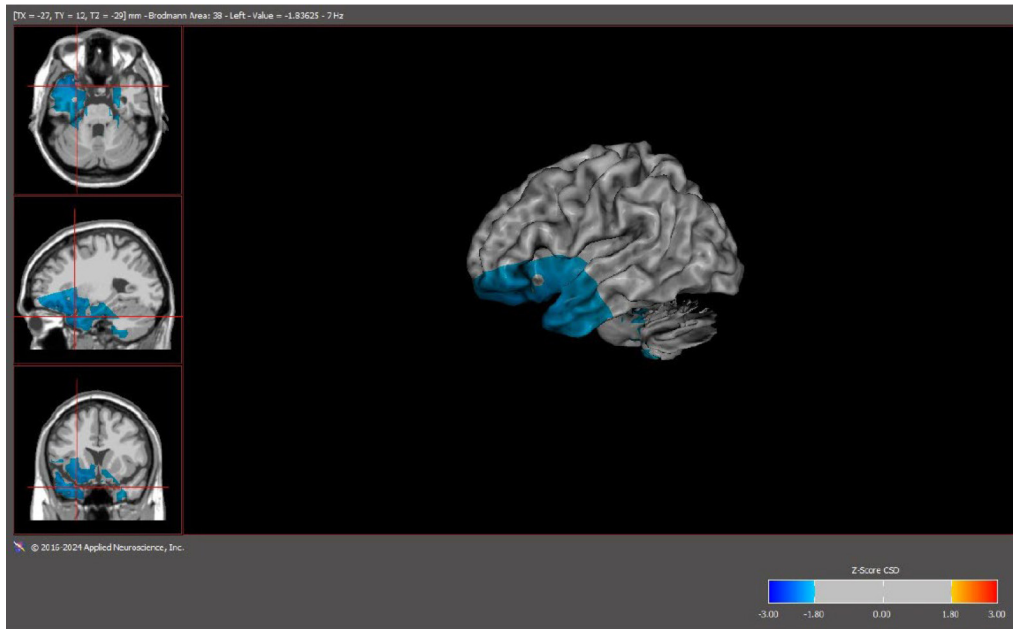 [TX = -27, TY = 12, TZ = -29] mm - Brodmann Area: 38 - Left - Value = -1.83625 - 7 Hz
© 2016-2024 Applied Neuroscience, Inc.
Z-Score CSD
-3.00 -1.80 0.00 1.80 3.00